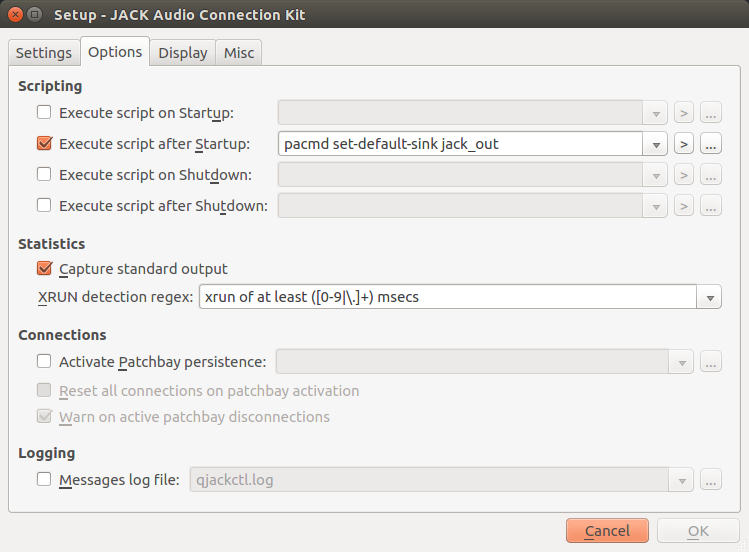 Setup - JACK Audio Connection Kit
Settings Options Display Misc
Scripting
Execute script on Startup: > ...
Execute script after Startup: pacmd set-default-sink jack_out > ...
Execute script on Shutdown: > ...
Execute script after Shutdown: > ...
Statistics
Capture standard output
XRUN detection regex: xrun of at least ([0-9|\.]+) msecs
Connections
Activate Patchbay persistence: ...
Reset all connections on patchbay activation
Warn on active patchbay disconnections
Logging
Messages log file: qjackctl.log ...
Cancel OK